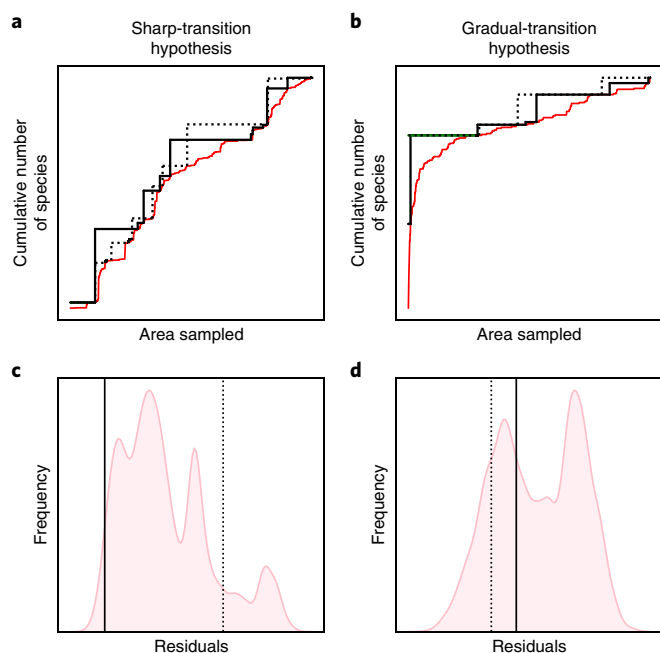 a
Sharp-transition
hypothesis
Cumulative number
of species
Area sampled
b
Gradual-transition
hypothesis
Cumulative number
of species
Area sampled
c
Frequency
Residuals
d
Frequency
Residuals